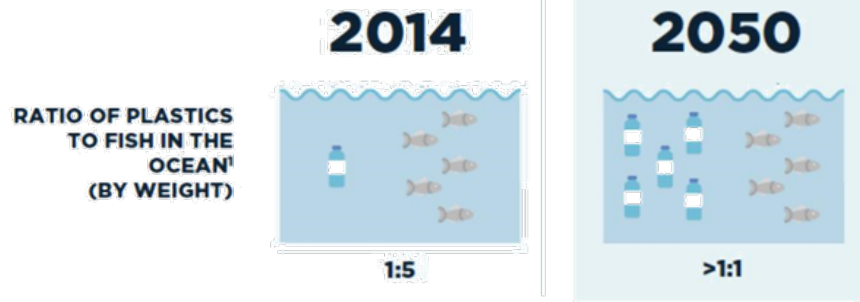 2014
2050
RATIO OF PLASTICS
TO FISH IN THE
OCEAN¹
(BY WEIGHT)
1:5
>1:1